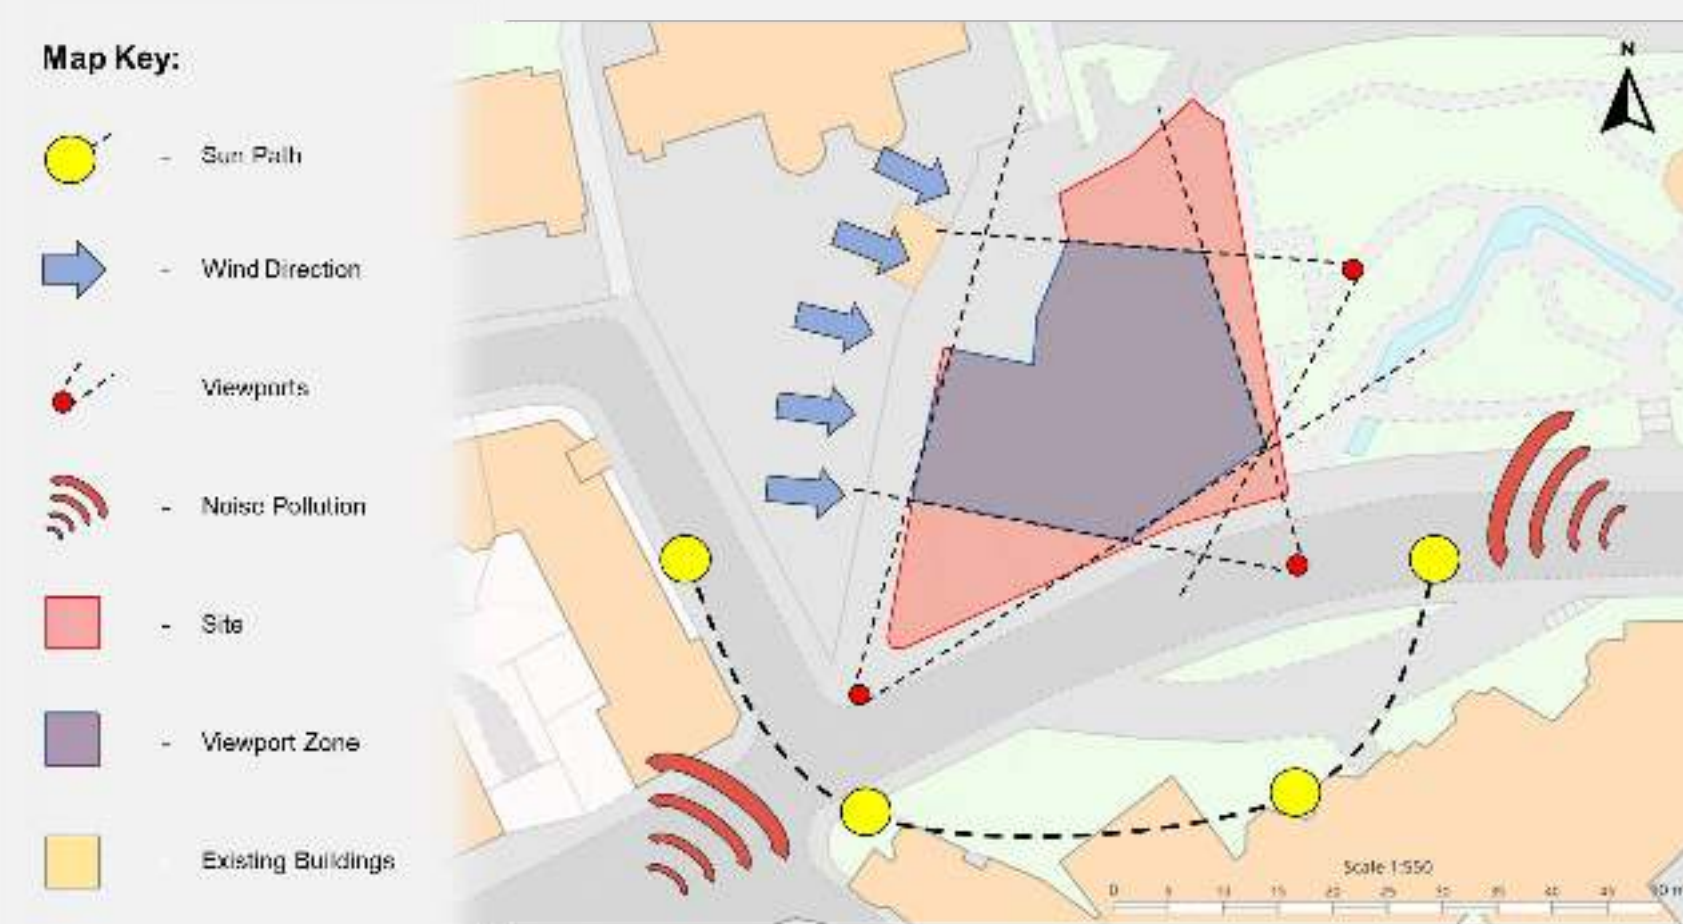 Map Key:
- Sun Path
- Wind Direction
Viewports
- Noise Pollution
- Site
- Viewport Zone
Existing Buildings
N
Scale 1:550
0 5 10 15 20 25 30 35 40 45 50 m